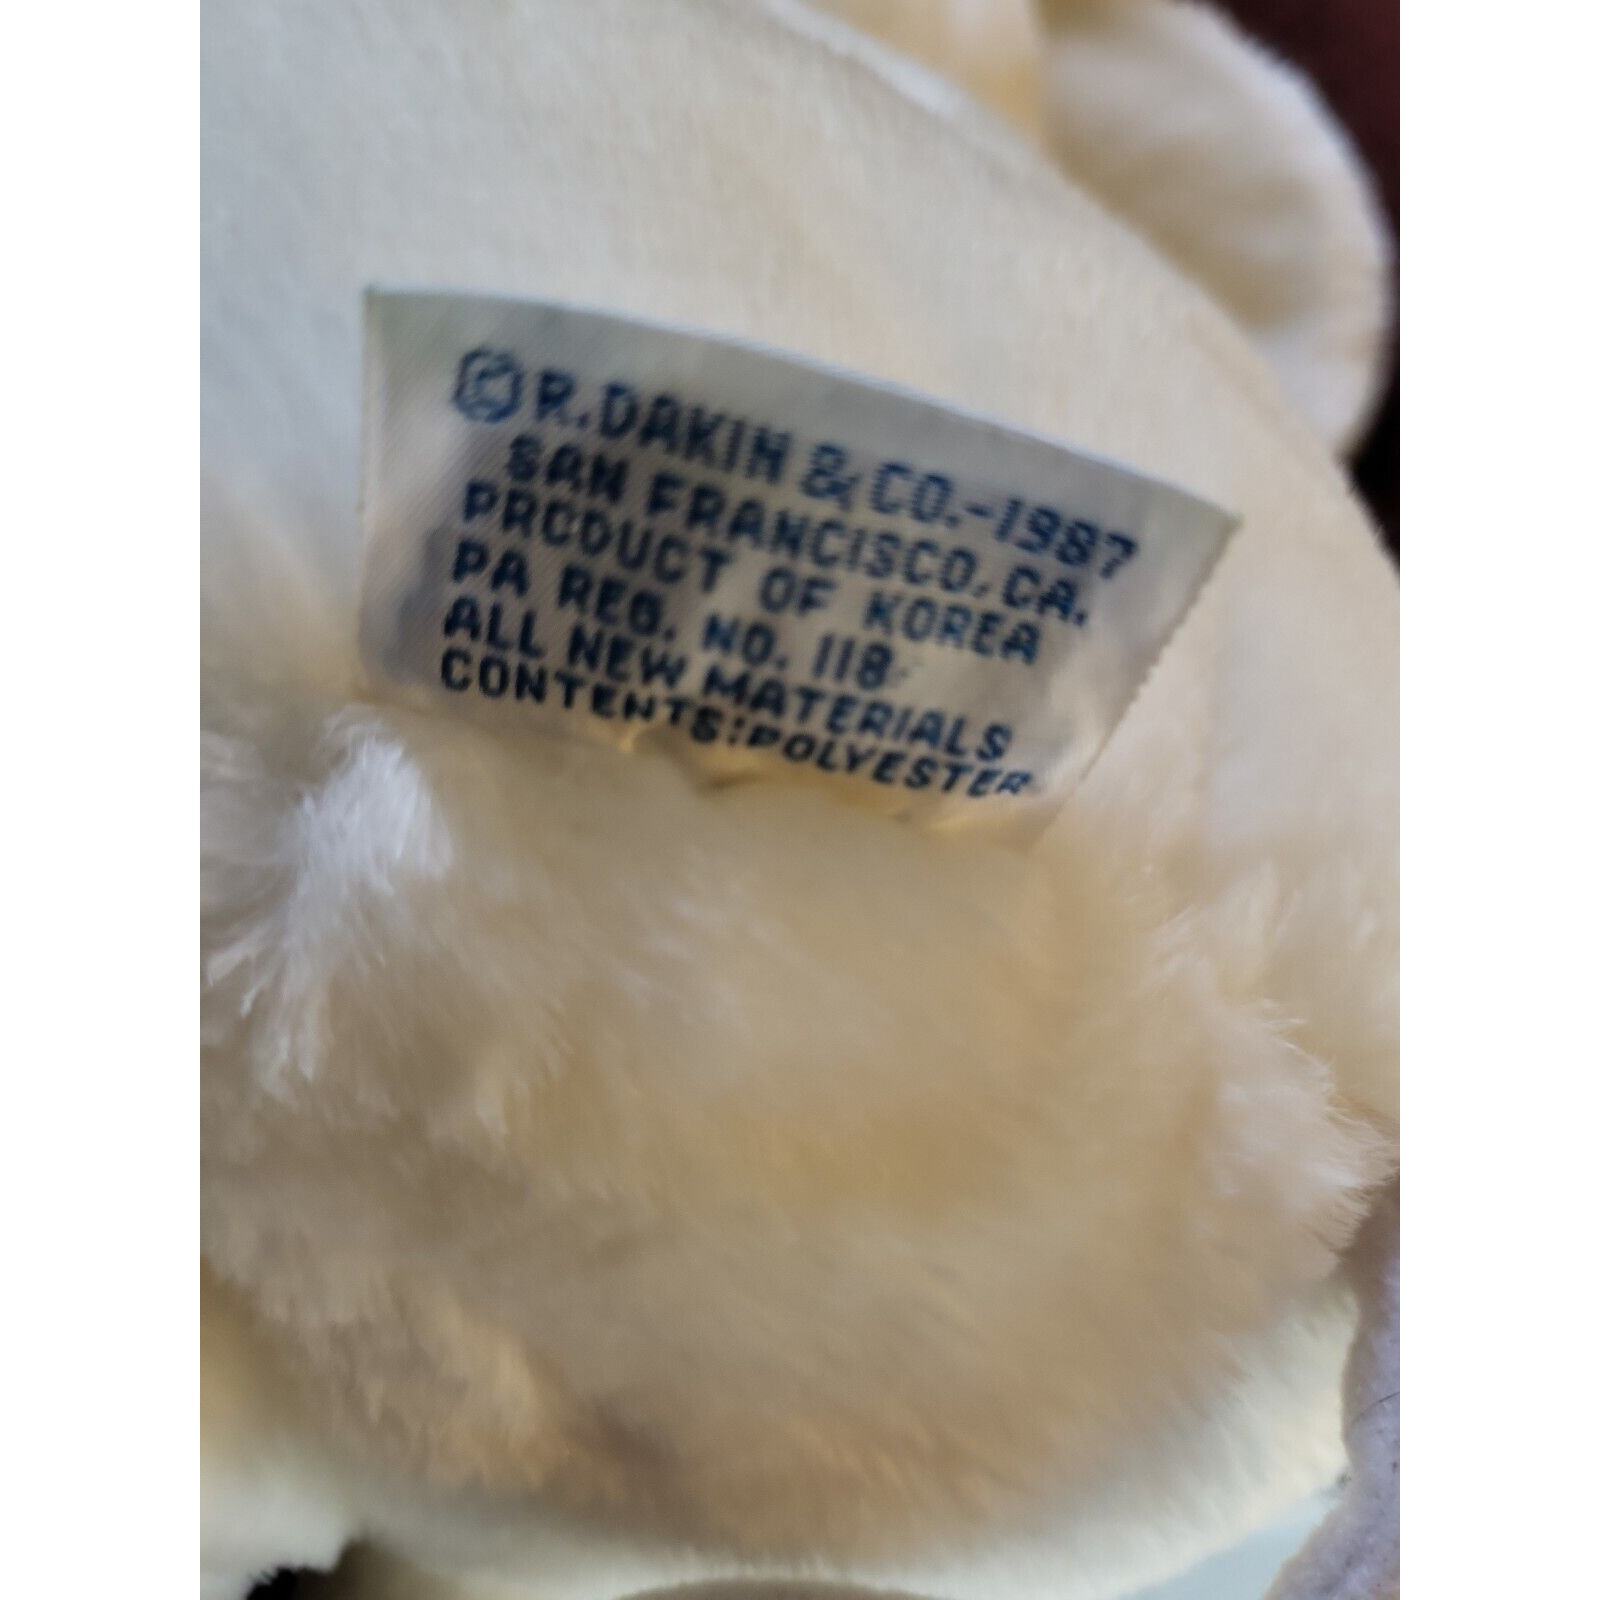 © R. DAKIN & CO.-1987
SAN FRANCISCO, CA.
PRODUCT OF KOREA
PA REG. NO. 118
ALL NEW MATERIALS
CONTENTS: POLYESTER